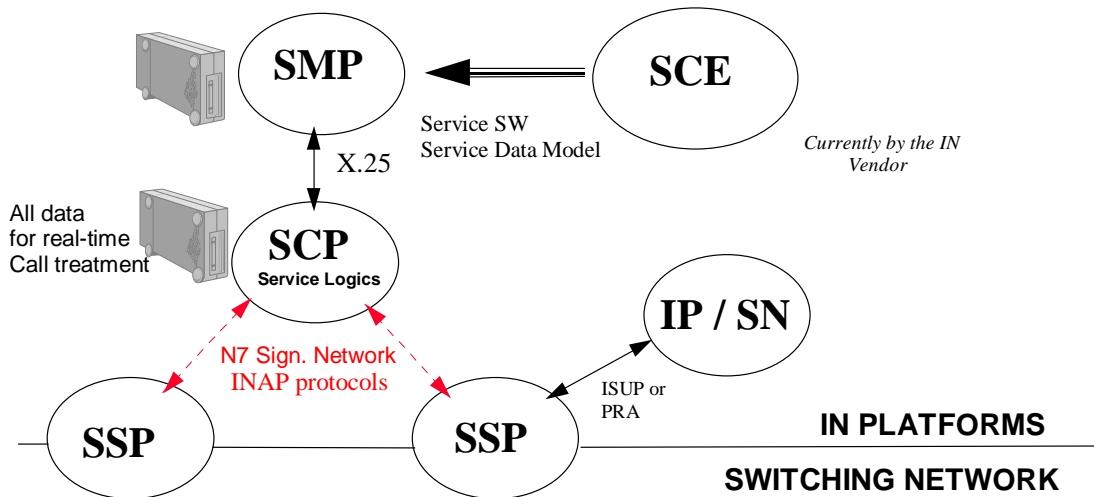 SMP
SCE
Service SW
Service Data Model
Currently by the IN
Vendor
X.25
All data
for real-time
Call treatment
SCP
Service Logics
IP / SN
N7 Sign. Network
INAP protocols
ISUP or
PRA
SSP
SSP
IN PLATFORMS
SWITCHING NETWORK